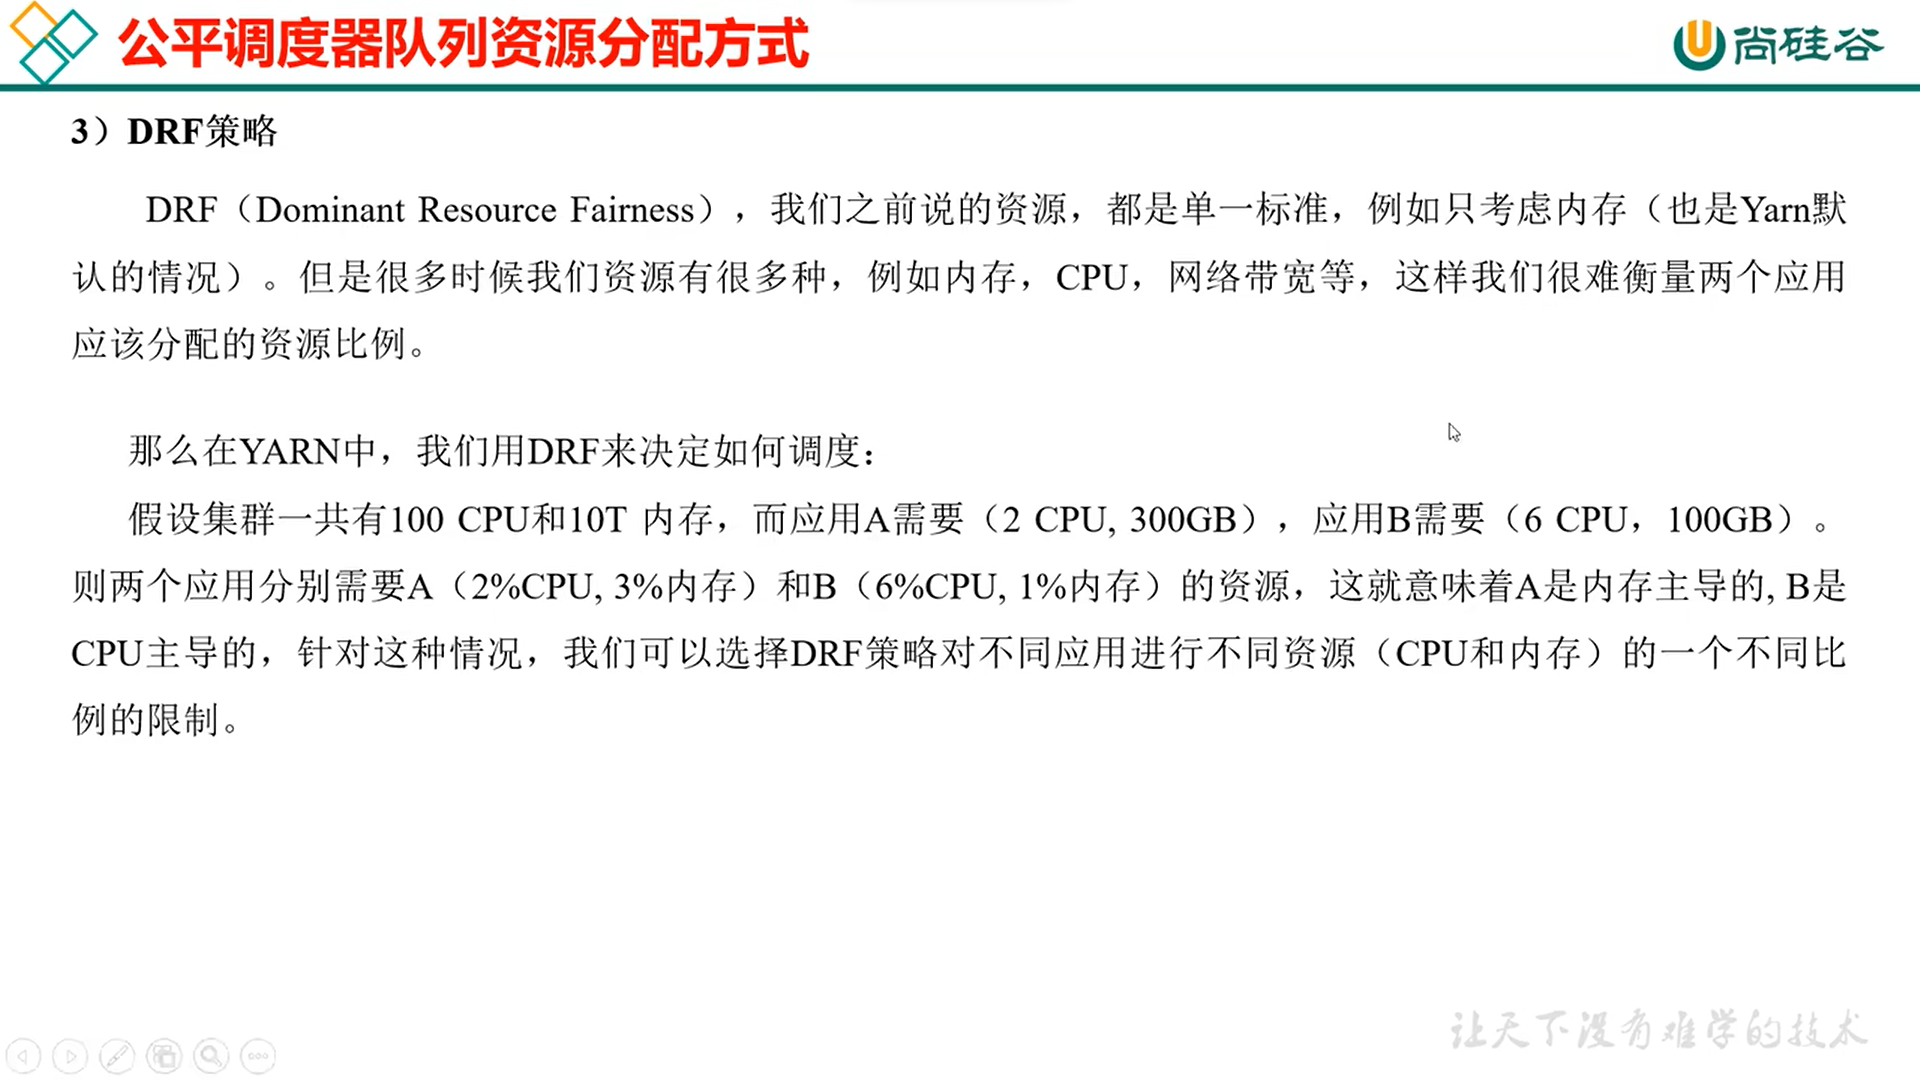 公平调度器队列资源分配方式
尚硅谷
3）DRF策略
DRF（Dominant Resource Fairness），我们之前说的资源，都是单一标准，例如只考虑内存（也是Yarn默
认的情况）。但是很多时候我们资源有很多种，例如内存，CPU，网络带宽等，这样我们很难衡量两个应用
应该分配的资源比例。
那么在YARN中，我们用DRF来决定如何调度：
假设集群一共有100 CPU和10T 内存，而应用A需要（2 CPU, 300GB），应用B需要（6 CPU，100GB）。
则两个应用分别需要A（2%CPU, 3%内存）和B（6%CPU, 1%内存）的资源，这就意味着A是内存主导的, B是
CPU主导的，针对这种情况，我们可以选择DRF策略对不同应用进行不同资源（CPU和内存）的一个不同比
例的限制。
让天下没有难学的技术